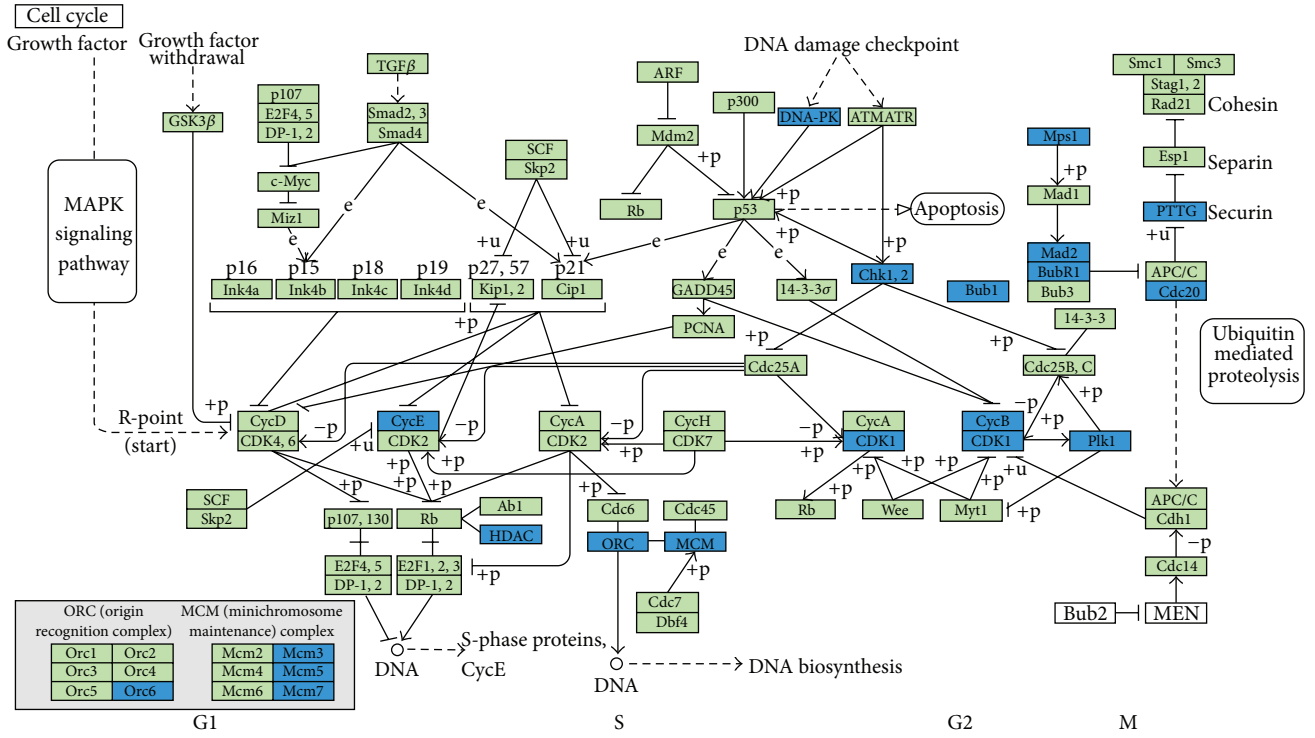 Cell cycle
Growth factor
Growth factor
withdrawal
DNA damage checkpoint
TGFβ
ARF
Smc1
Smc3
p107
p300
Stag1, 2
Rad21
Cohesin
E2F4, 5
Smad2, 3
DNA-PK
ATMATR
GSK3β
DP-1, 2
Smad4
Mdm2
Mps1
SCF
+p
+p
Esp1
Separin
Skp2
c-Myc
Mad1
MAPK
signaling
pathway
Miz1
e
e
Rb
p53
+p
+p
Apoptosis
PTTG
Securin
e
+u
+u
e
e
e
+p
+u
Mad2
p16
p15
p18
p19
p27, 57
p21
Chk1, 2
BubR1
APC/C
Ink4a
Ink4b
Ink4c
Ink4d
Kip1, 2
Cip1
GADD45
14-3-3σ
Bub1
Bub3
Cdc20
+p
PCNA
+p
+p
14-3-3
Ubiquitin
mediated
proteolysis
Cdc25A
Cdc25B, C
+p
R-point
(start)
CycD
CDK4, 6
−p
CycE
CDK2
−p
CycA
CDK2
−p
CycH
CDK7
−p
CycA
CDK1
CycB
CDK1
−p
+p
+p
Plk1
+u
+p
+p
+p
+p
+p
+p
+p
+u
+p
+p
+p
+p
+p
+p
SCF
Skp2
p107, 130
Rb
Ab1
HDAC
Cdc6
Cdc45
Rb
Wee
Myt1
+p
APC/C
Cdh1
ORC
MCM
−p
E2F4, 5
DP-1, 2
E2F1, 2, 3
DP-1, 2
+p
+p
Cdc14
Cdc7
Dbf4
Bub2
MEN
ORC (origin
recognition complex)
MCM (minichromosome
maintenance) complex
Orc1
Orc2
Mcm2
Mcm3
Orc3
Orc4
Mcm4
Mcm5
Orc5
Orc6
Mcm6
Mcm7
DNA
S-phase proteins,
CycE
DNA
DNA biosynthesis
G1
S
G2
M